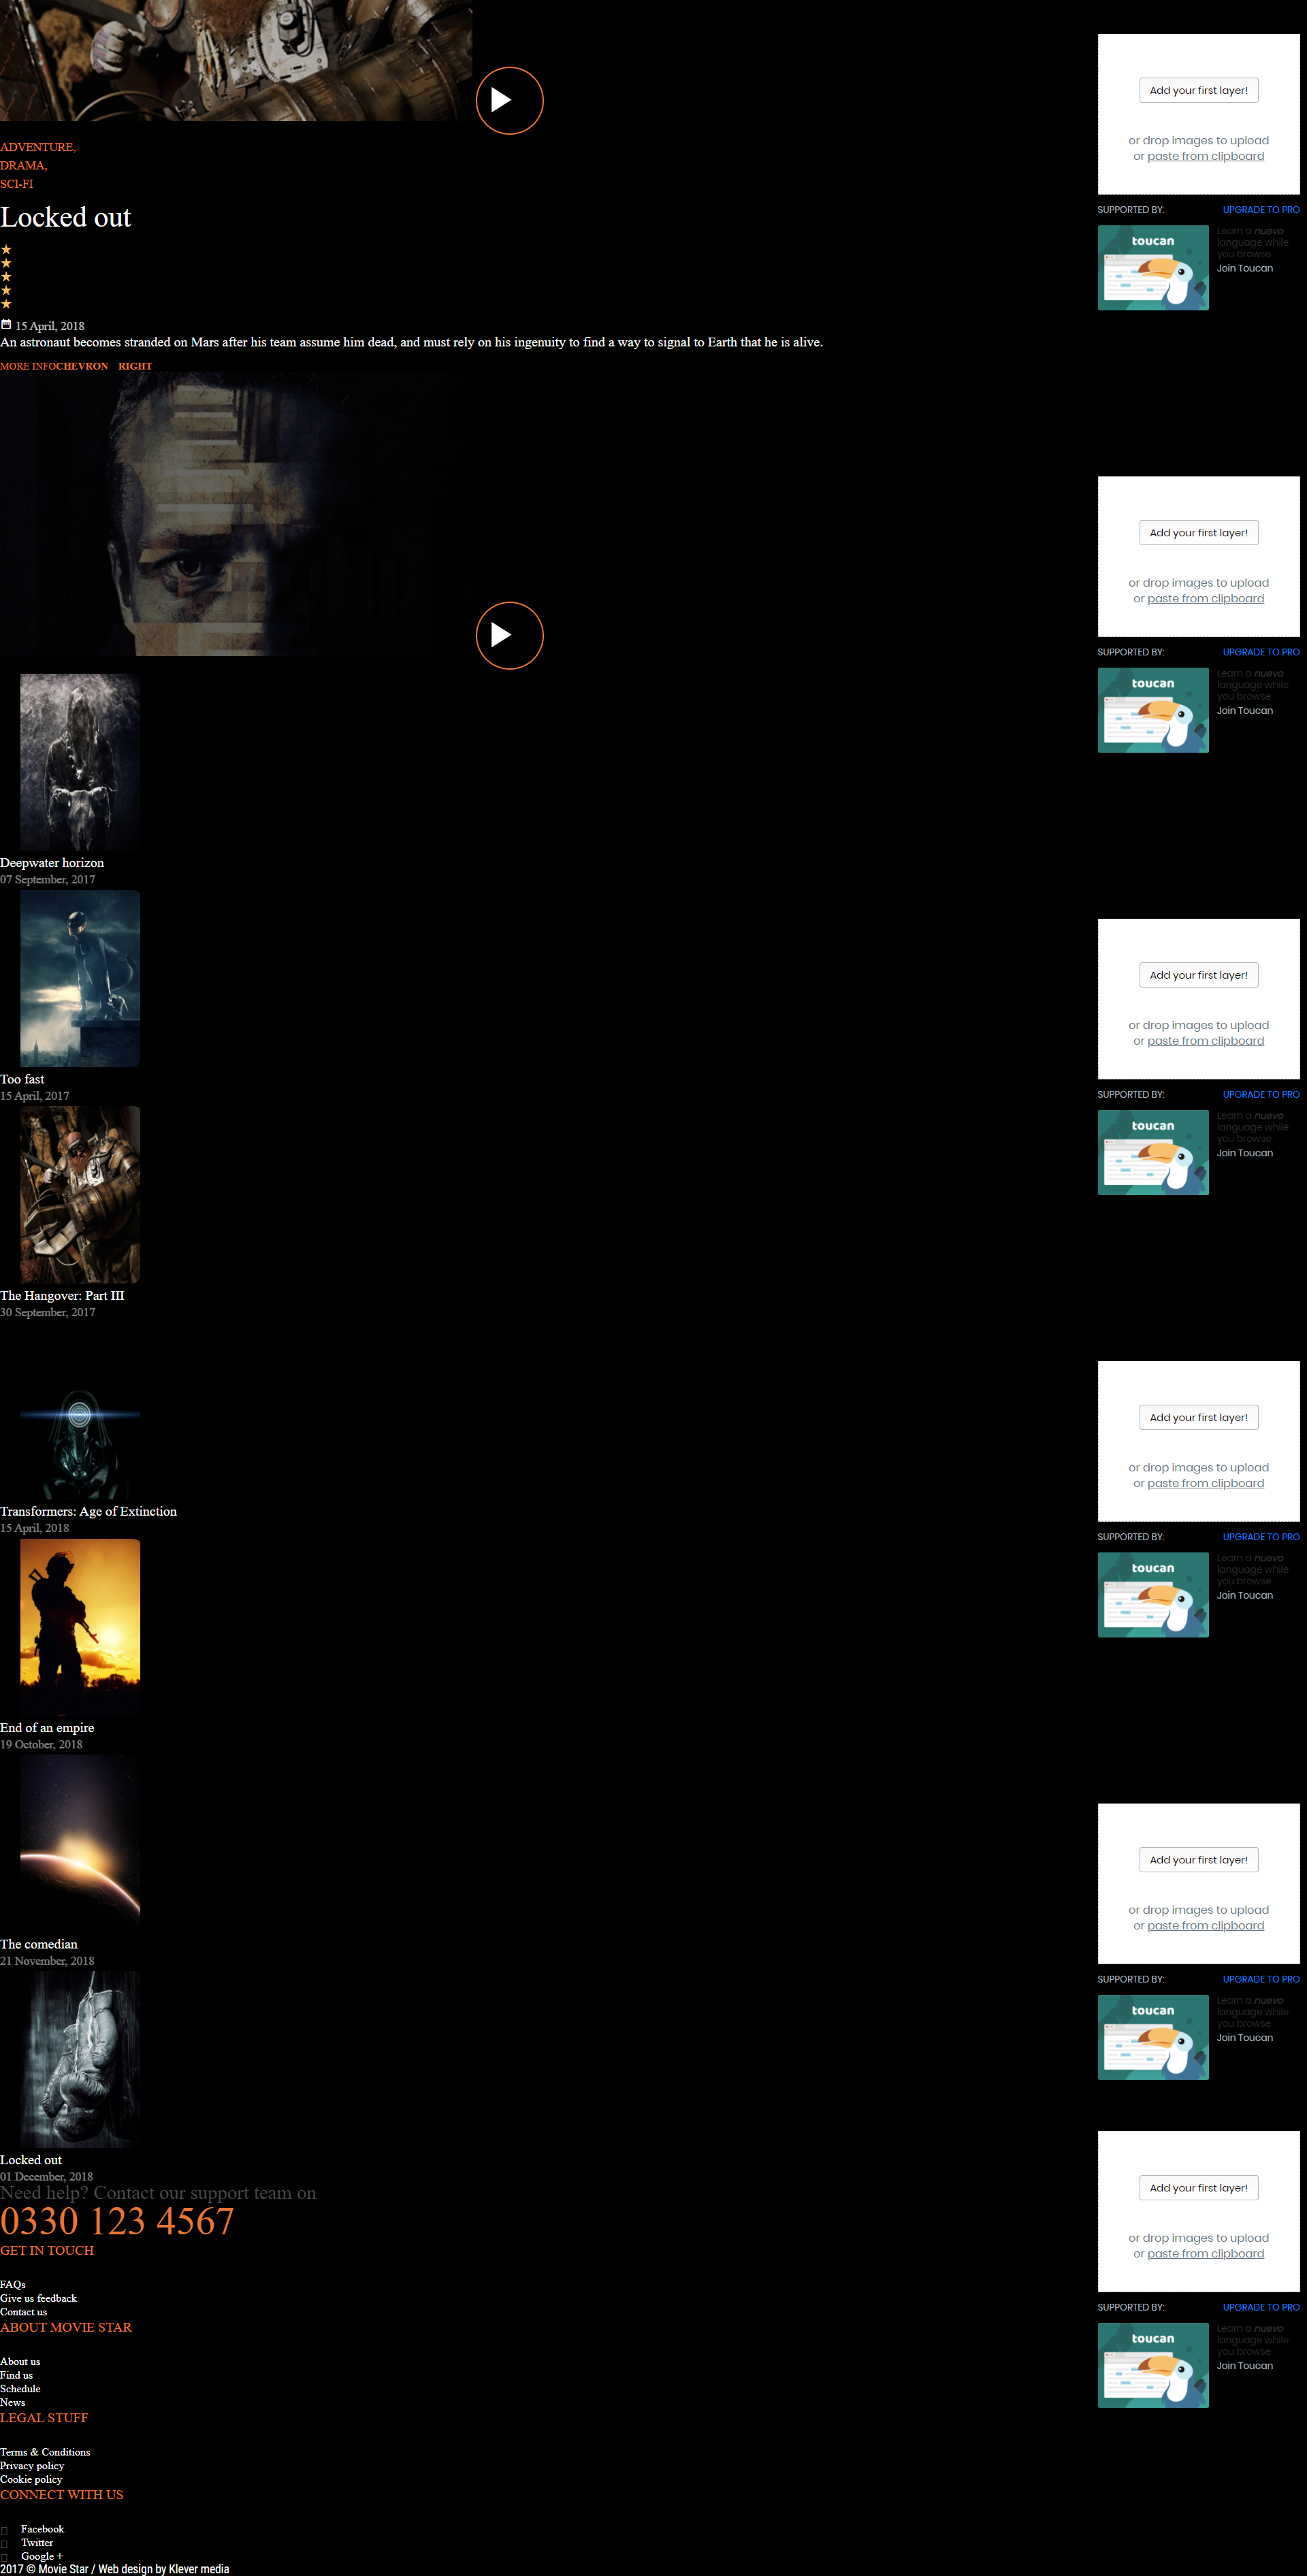 ADVENTURE,
DRAMA,
SCI-FI
Locked out
15 April, 2018
An astronaut becomes stranded on Mars after his team assume him dead, and must rely on his ingenuity to find a way to signal to Earth that he is alive.
MORE INFOCHEVRON RIGHT
Deepwater horizon
07 September, 2017
Too fast
15 April, 2017
The Hangover: Part III
30 September, 2017
Transformers: Age of Extinction
15 April, 2018
End of an empire
19 October, 2018
The comedian
21 November, 2018
Locked out
01 December, 2018
Need help? Contact our support team on
0330 123 4567
GET IN TOUCH
FAQs
Give us feedback
Contact us
ABOUT MOVIE STAR
About us
Find us
Schedule
News
LEGAL STUFF
Terms & Conditions
Privacy policy
Cookie policy
CONNECT WITH US
Facebook
Twitter
Google +
2017 © Movie Star / Web design by Klever media
Add your first layer!
or drop images to upload
or paste from clipboard
SUPPORTED BY: UPGRADE TO PRO
toucan
Learn a nuevo
language while
you browse
Join Toucan
Add your first layer!
or drop images to upload
or paste from clipboard
SUPPORTED BY: UPGRADE TO PRO
toucan
Learn a nuevo
language while
you browse
Join Toucan
Add your first layer!
or drop images to upload
or paste from clipboard
SUPPORTED BY: UPGRADE TO PRO
toucan
Learn a nuevo
language while
you browse
Join Toucan
Add your first layer!
or drop images to upload
or paste from clipboard
SUPPORTED BY: UPGRADE TO PRO
toucan
Learn a nuevo
language while
you browse
Join Toucan
Add your first layer!
or drop images to upload
or paste from clipboard
SUPPORTED BY: UPGRADE TO PRO
toucan
Learn a nuevo
language while
you browse
Join Toucan
Add your first layer!
or drop images to upload
or paste from clipboard
SUPPORTED BY: UPGRADE TO PRO
toucan
Learn a nuevo
language while
you browse
Join Toucan